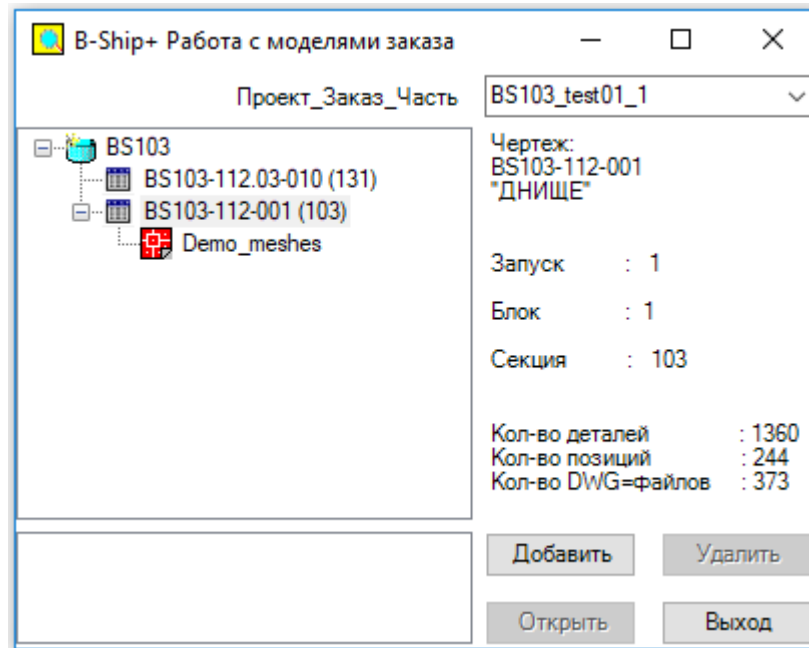 B-Ship+ Работа с моделями заказа
Проект_Заказ_Часть
BS103_test01_1
BS103
BS103-112.03-010 (131)
BS103-112-001 (103)
Demo_meshes
Чертеж:
BS103-112-001
"ДНИЩЕ"
Запуск : 1
Блок : 1
Секция : 103
Кол-во деталей : 1360
Кол-во позиций : 244
Кол-во DWG=файлов : 373
Добавить Удалить
Открыть Выход